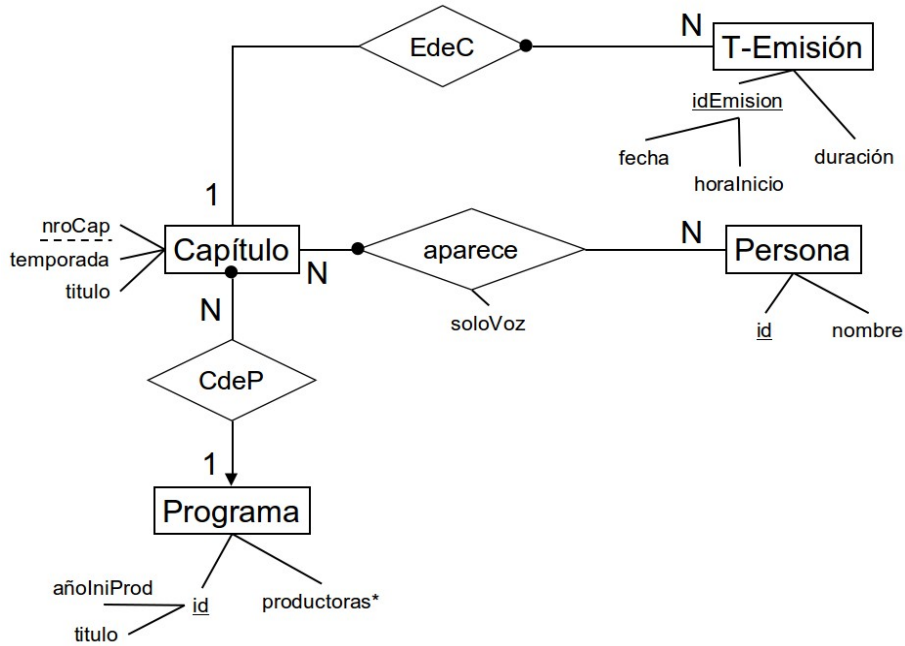 EdeC
N
T-Emisión
idEmision
fecha
horaInicio
duración
1
nroCap
temporada
titulo
Capítulo
N
aparece
N
Persona
soloVoz
id
nombre
N
CdeP
1
Programa
añoIniProd
id
productoras*
titulo